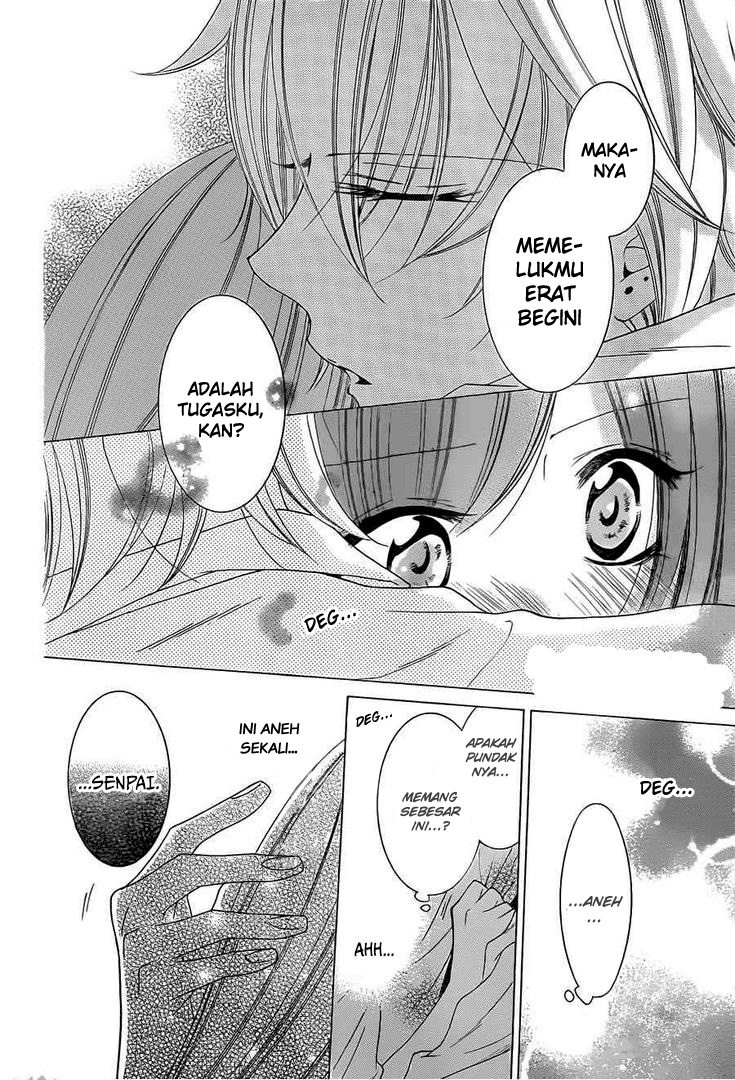 MAKA-
NYA
MEME-
LUKMU
ERAT
BEGINI
ADALAH
TUGASKU,
KAN?
DEG...
DEG...
...ANEH
...
DEG...
APAKAH
PUNDAK
NYA...
MEMANG
SEBESAR
INI...?
AHH...
INI ANEH
SEKALI...
...SENPAI.